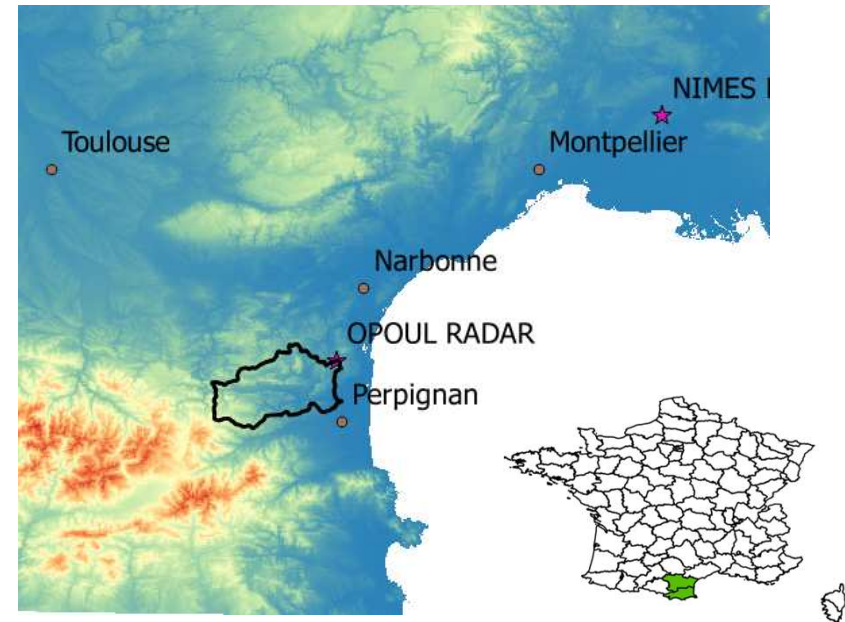 NIMES
Toulouse
Montpellier
Narbonne
OPOUL RADAR
Perpignan